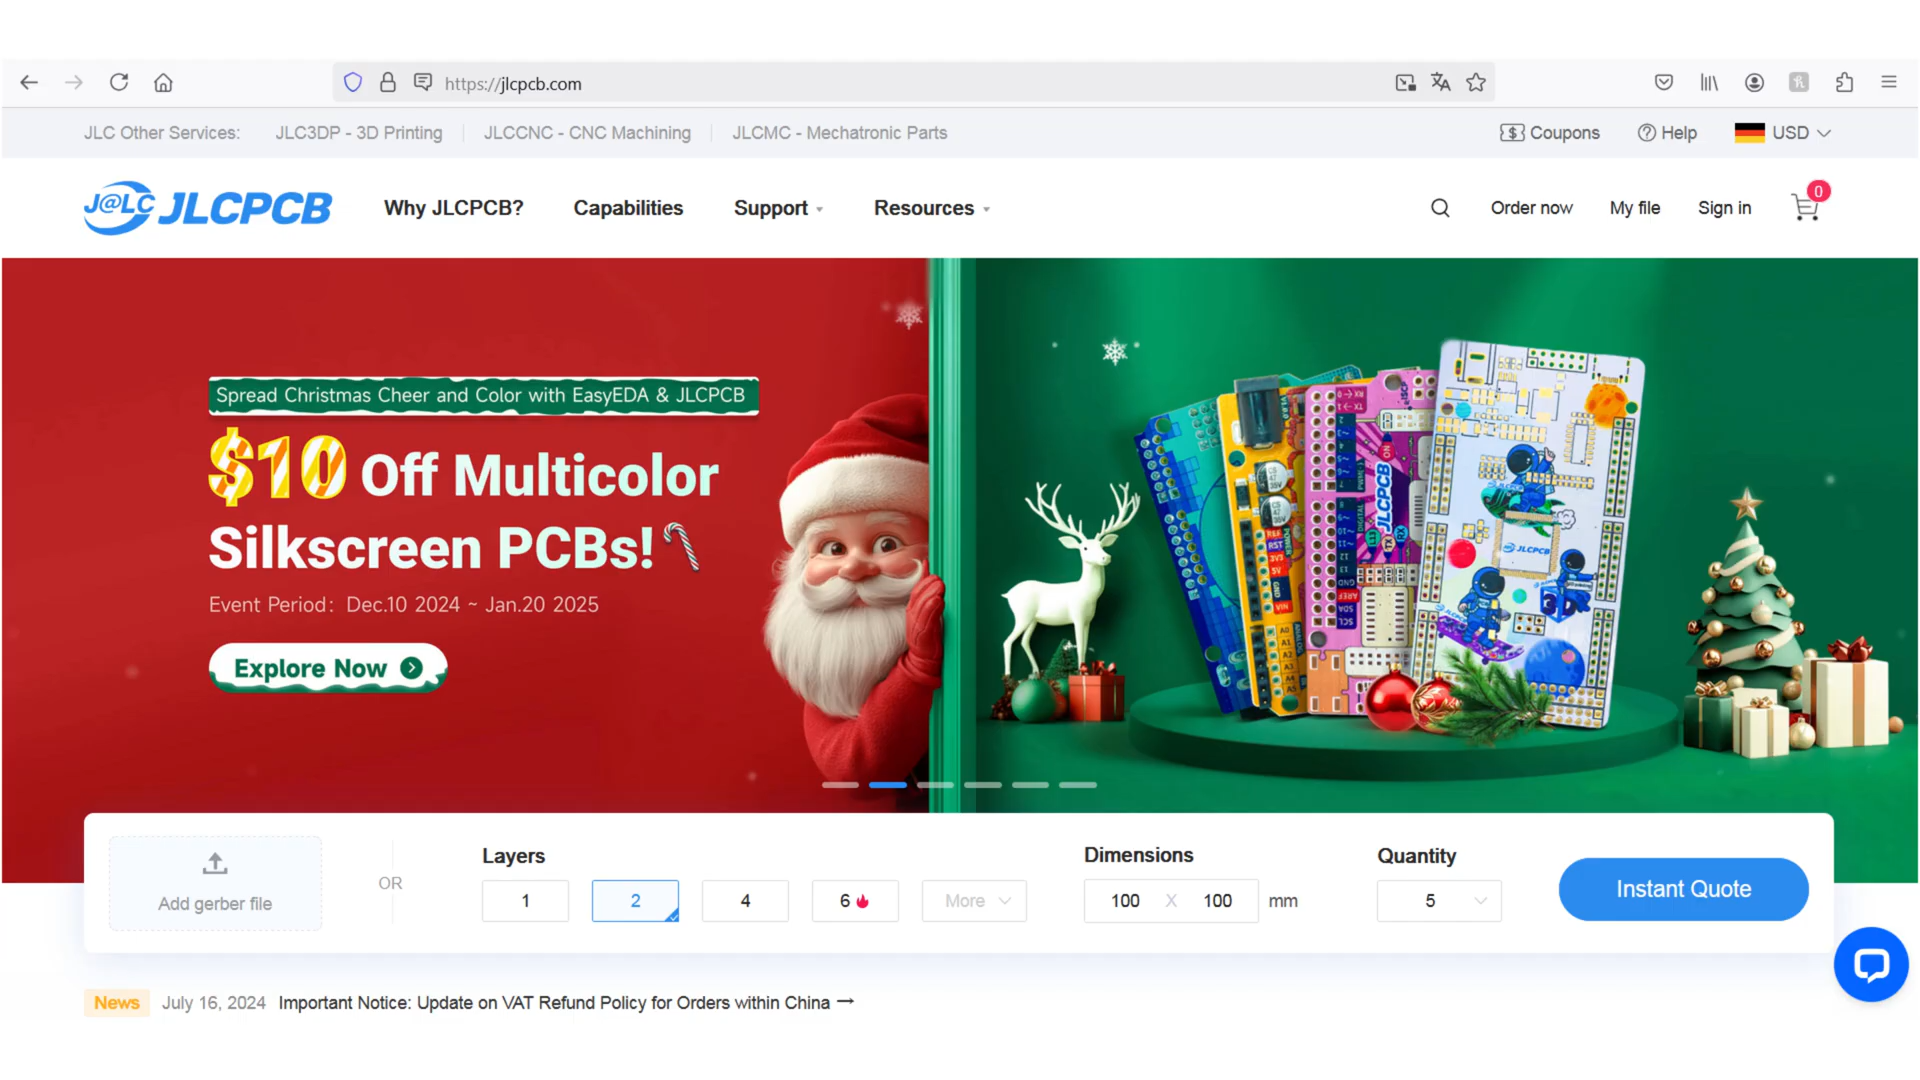 https://jlcpcb.com
JLC Other Services: JLC3DP - 3D Printing JLCCNC - CNC Machining JLCMC - Mechatronic Parts Coupons Help USD
J@LC JLCPCB Why JLCPCB? Capabilities Support Resources Order now My file Sign in 0
Spread Christmas Cheer and Color with EasyEDA & JLCPCB
$10 Off Multicolor
Silkscreen PCBs!
Event Period: Dec.10 2024 ~ Jan.20 2025
Explore Now
JLCPCB
JLCPCB
Add gerber file
OR
Layers
1 2 4 6 More
Dimensions
100 X 100 mm
Quantity
5
Instant Quote
News July 16, 2024 Important Notice: Update on VAT Refund Policy for Orders within China →